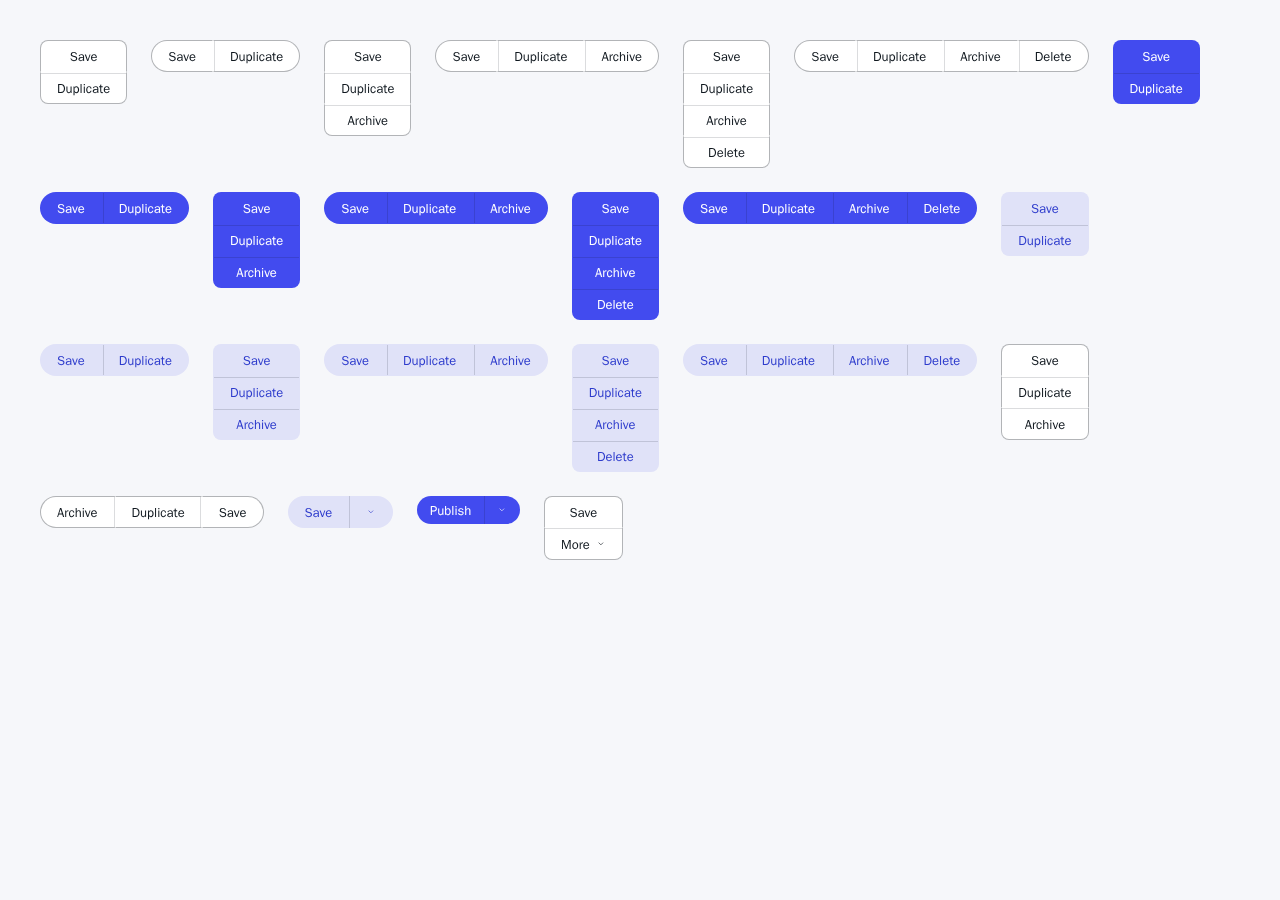 Save
Duplicate
Save Duplicate
Save
Duplicate
Archive
Save Duplicate Archive
Save
Duplicate
Archive
Delete
Save Duplicate Archive Delete
Save
Duplicate
Save Duplicate
Save
Duplicate
Archive
Save Duplicate Archive
Save
Duplicate
Archive
Delete
Save Duplicate Archive Delete
Save
Duplicate
Save Duplicate
Save
Duplicate
Archive
Save Duplicate Archive
Save
Duplicate
Archive
Delete
Save Duplicate Archive Delete
Save
Duplicate
Archive
Archive Duplicate Save
Save
Publish
Save
More